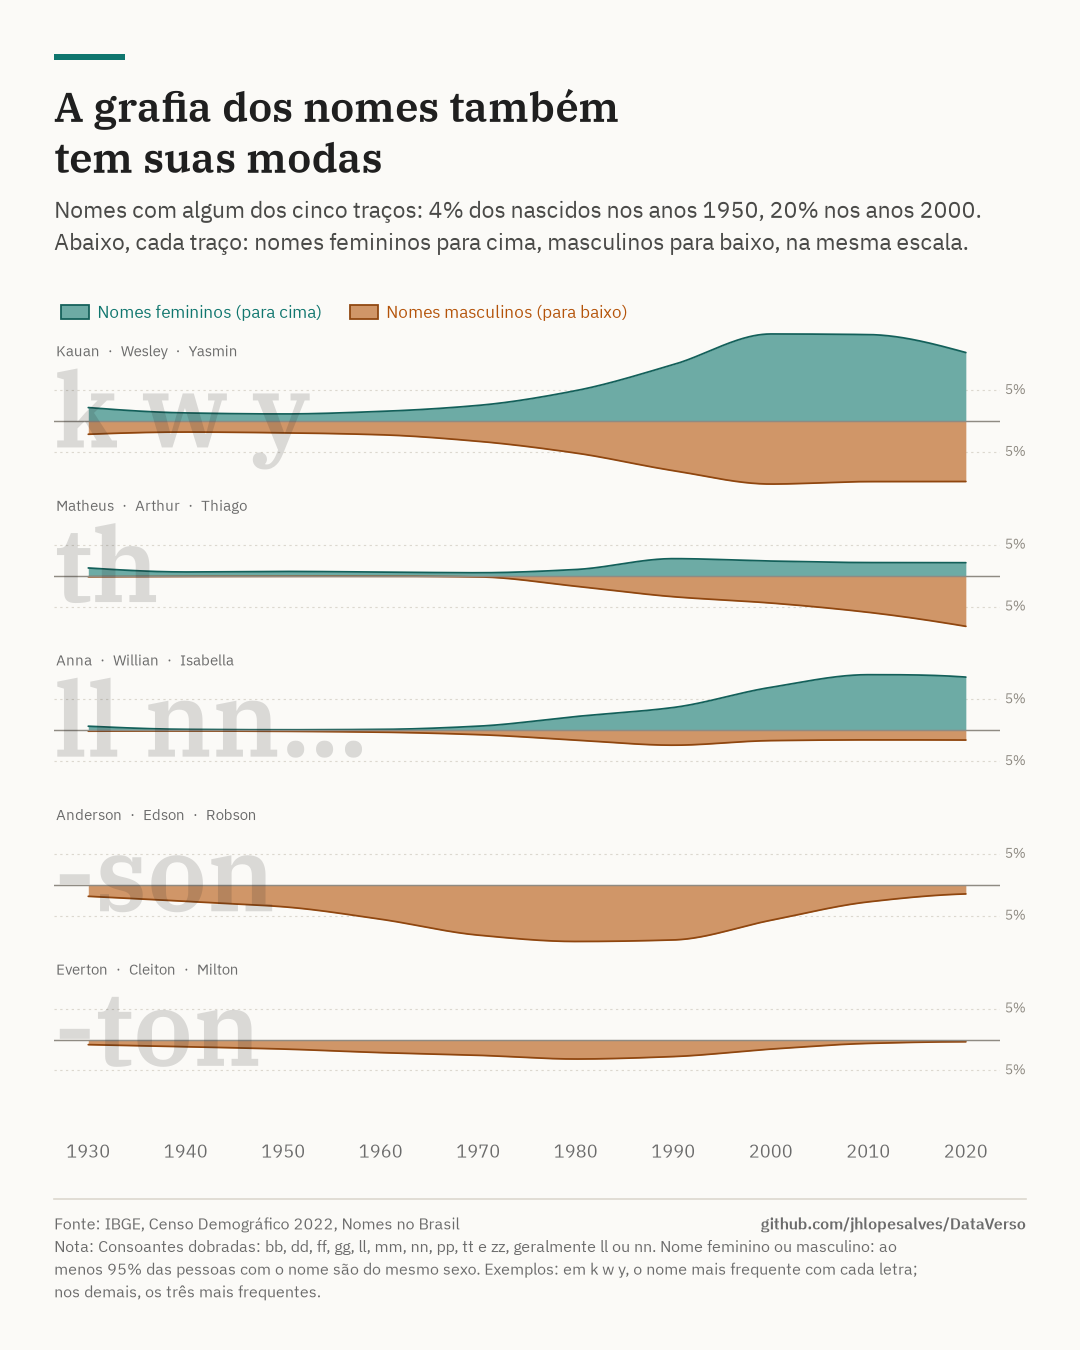 A grafia dos nomes também
tem suas modas
Nomes com algum dos cinco traços: 4% dos nascidos nos anos 1950, 20% nos anos 2000.
Abaixo, cada traço: nomes femininos para cima, masculinos para baixo, na mesma escala.
Nomes femininos (para cima) Nomes masculinos (para baixo)
Kauan · Wesley · Yasmin
k w y
5%
5%
Matheus · Arthur · Thiago
th
5%
5%
Anna · Willian · Isabella
ll nn...
5%
5%
Anderson · Edson · Robson
-son
5%
5%
Everton · Cleiton · Milton
-ton
5%
5%
1930 1940 1950 1960 1970 1980 1990 2000 2010 2020
Fonte: IBGE, Censo Demográfico 2022, Nomes no Brasil github.com/jhlopesalves/DataVerso
Nota: Consoantes dobradas: bb, dd, ff, gg, ll, mm, nn, pp, tt e zz, geralmente ll ou nn. Nome feminino ou masculino: ao
menos 95% das pessoas com o nome são do mesmo sexo. Exemplos: em k w y, o nome mais frequente com cada letra;
nos demais, os três mais frequentes.